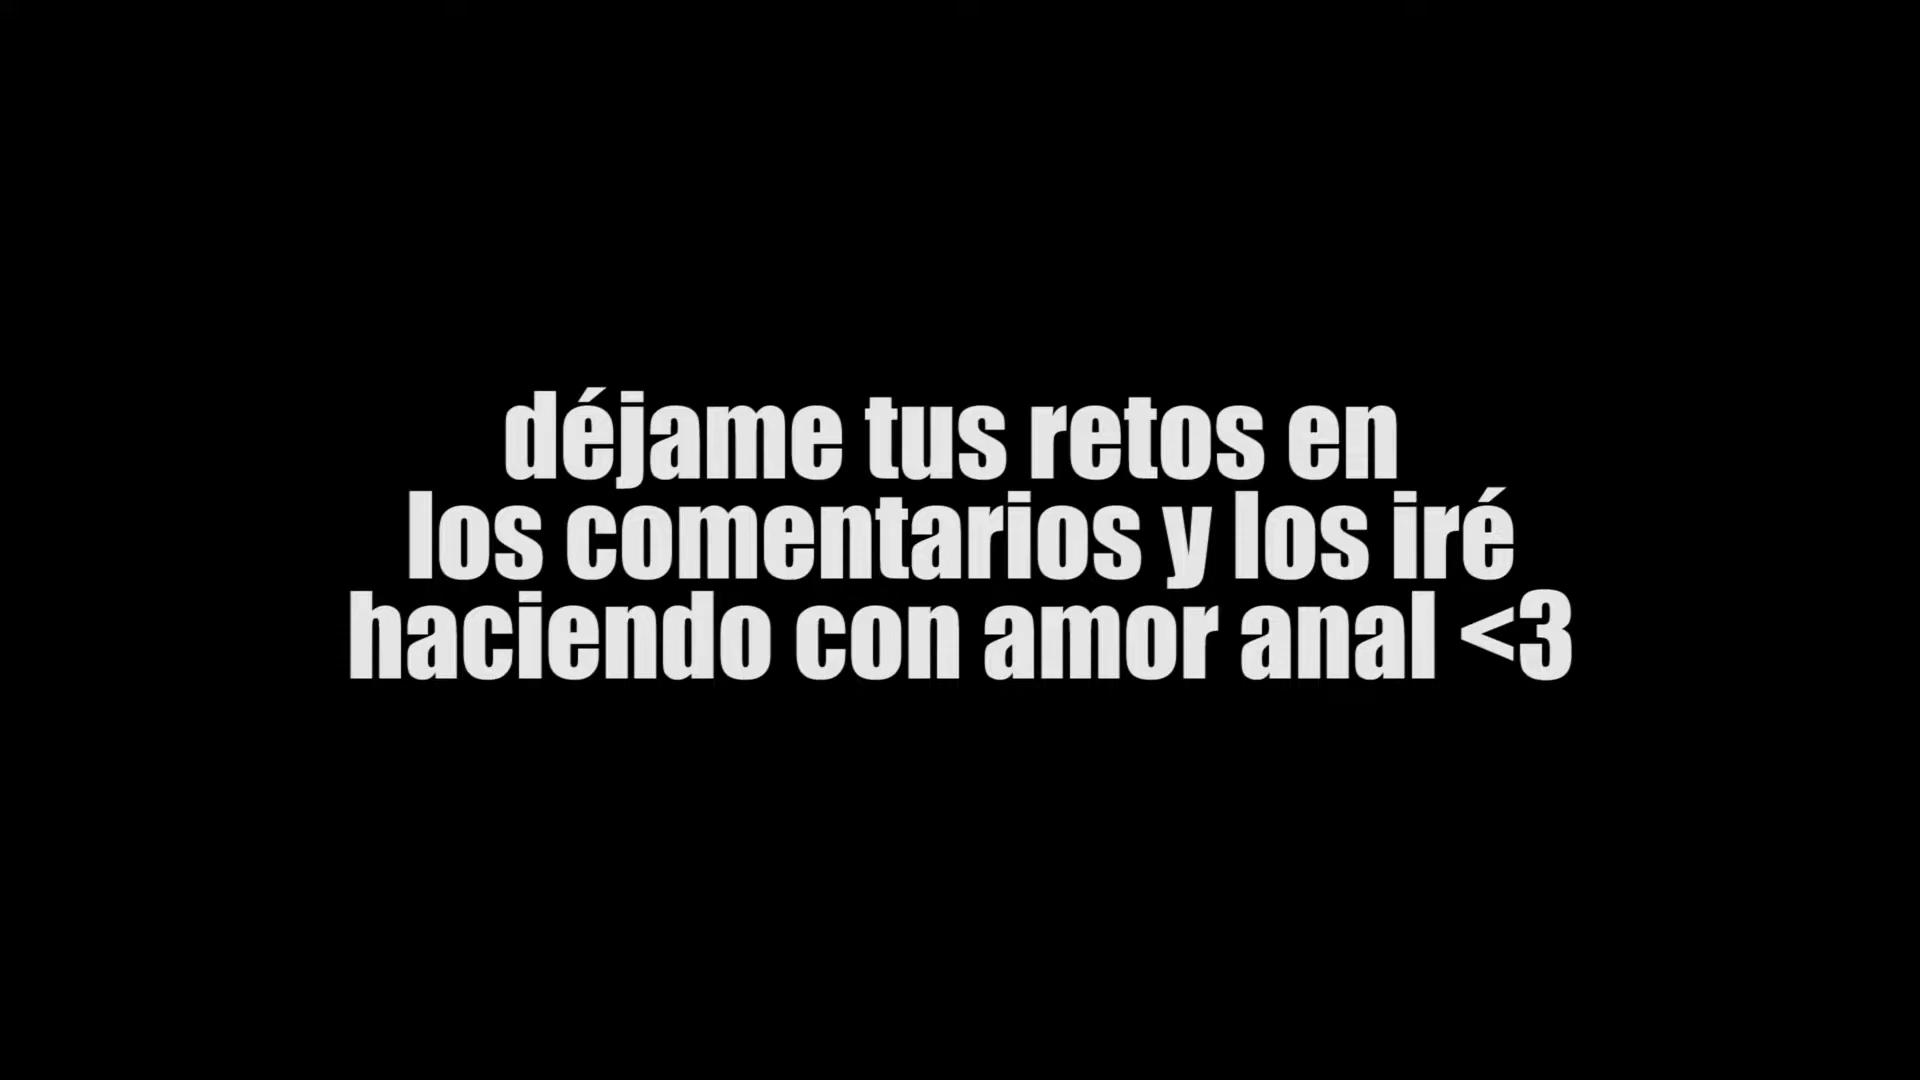 déjame tus retos en
los comentarios y los iré
haciendo con amor anal <3